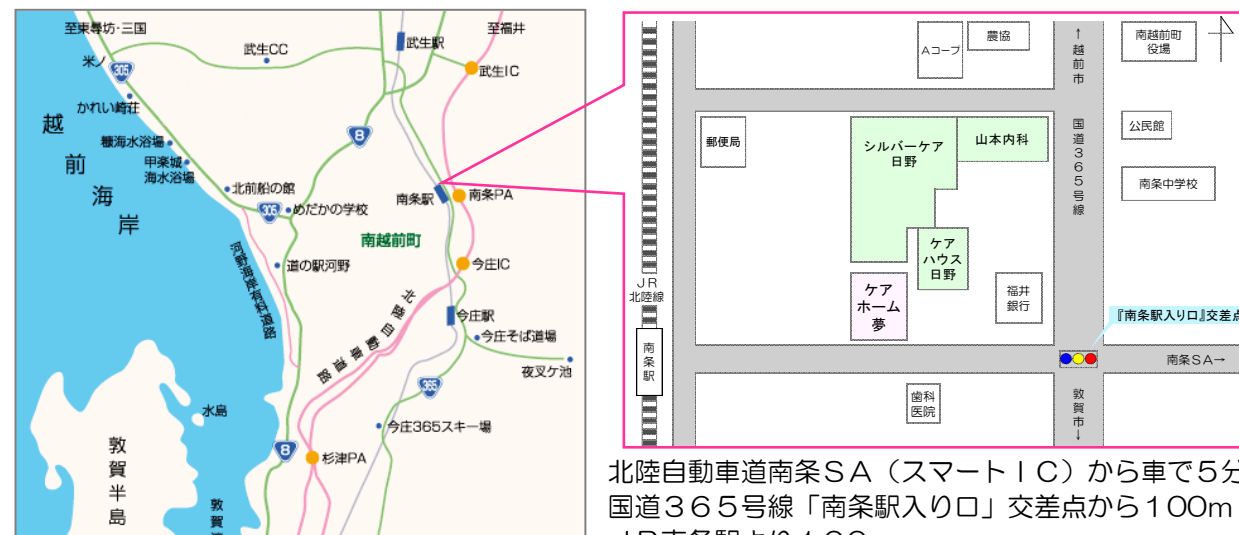 至東尋坊・三国
至福井
武生駅
武生CC
米ノ
305
武生IC
かれい崎荘
越前海岸
8
糠海水浴場
甲楽城
海水浴場
北前船の館
南条駅
南条PA
305
めだかの学校
南越前町
河野海岸有料道路
道の駅河野
今庄IC
北陸自動車道路
今庄駅
今庄そば道場
夜叉ケ池
365
水島
今庄365スキー場
敦賀半島
8
杉津PA
敦賀
Aコープ
農協
↑越前市
南越前町
役場
郵便局
シルバーケア
日野
山本内科
国道365号線
公民館
南条中学校
ケア
ハウス
日野
JR
北陸線
ケア
ホーム
夢
福井
銀行
『南条駅入り口』交差点
南条駅
南条SA→
歯科
医院
敦賀市↓
北陸自動車道南条SA(スマートIC)から車で5分
国道365号線「南条駅入り口」交差点から100m